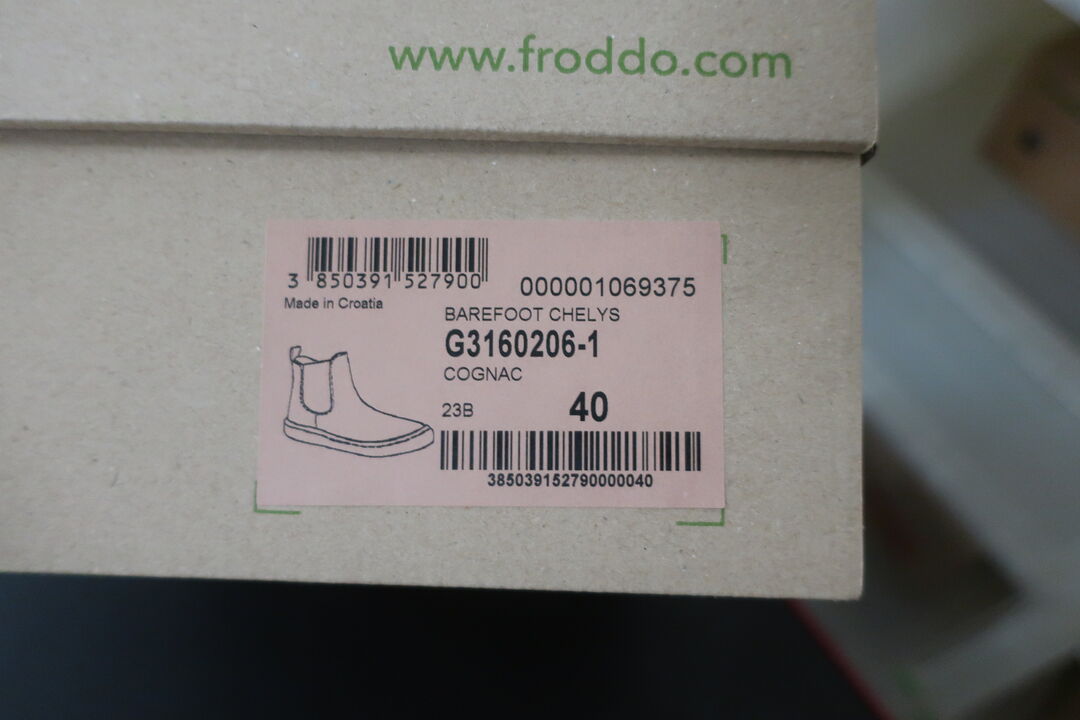 www.froddo.com
3 850391 527900
000001069375
Made in Croatia
BAREFOOT CHELYS
G3160206-1
COGNAC
23B 40
385039152790000040